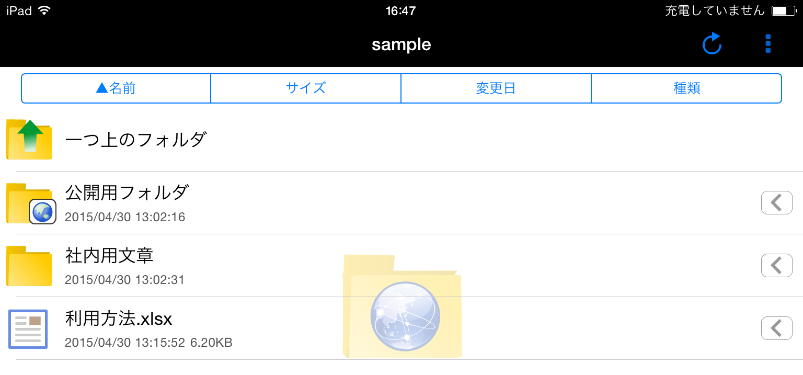 iPad 16:47 充電していません
sample
▲名前 サイズ 変更日 種類
一つ上のフォルダ
公開用フォルダ
2015/04/30 13:02:16
社内用文章
2015/04/30 13:02:31
利用方法.xlsx
2015/04/30 13:15:52 6.20KB